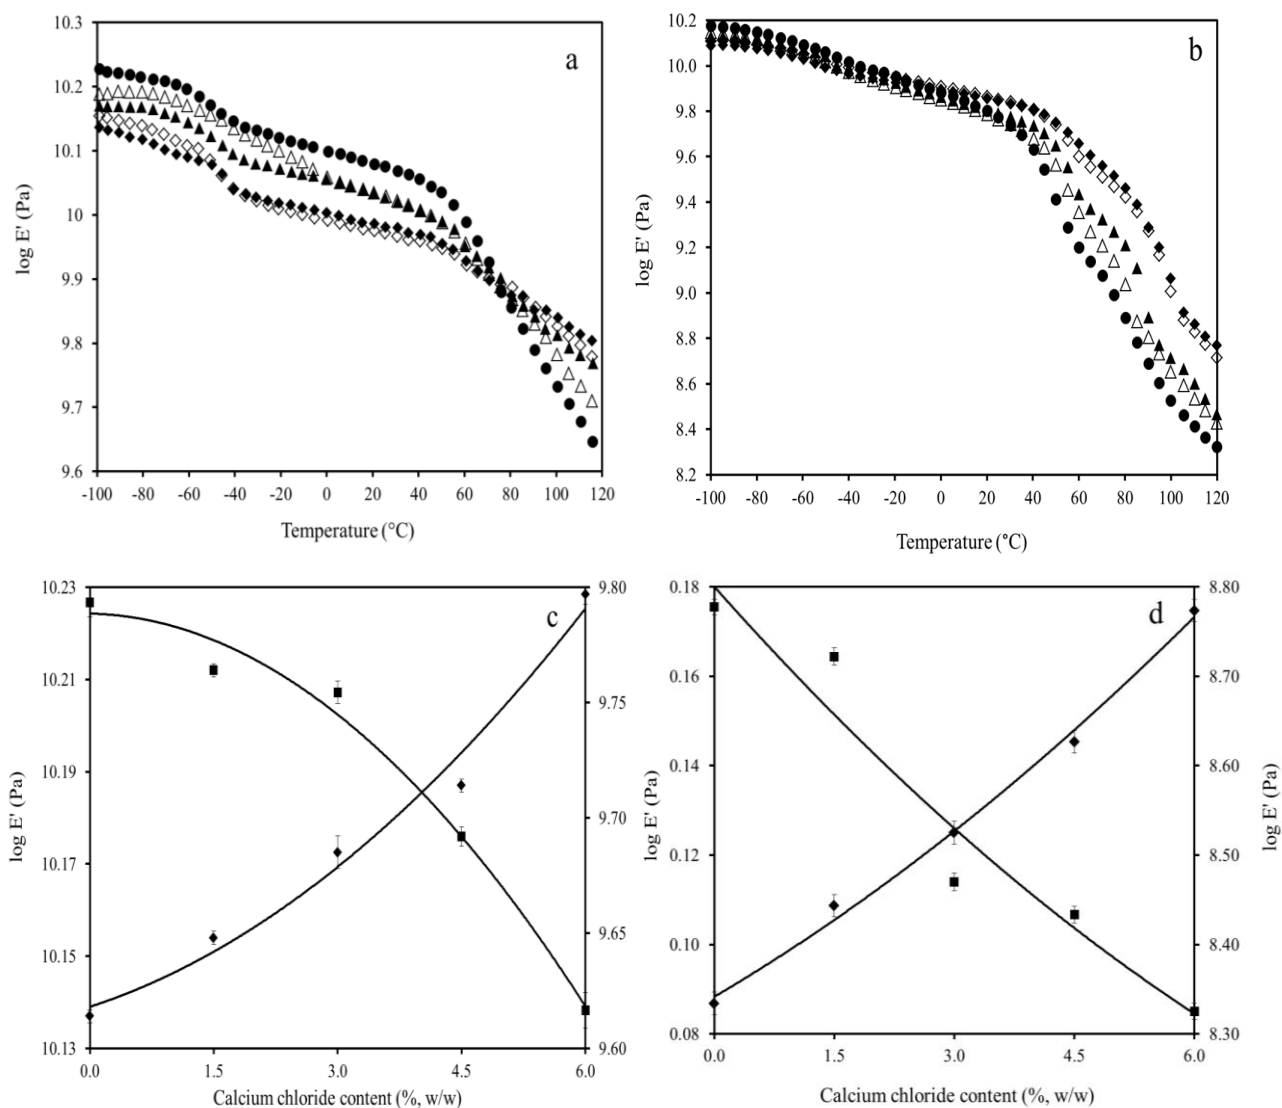 a
log E' (Pa)
10.3
10.2
10.1
10
9.9
9.8
9.7
9.6
-100 -80 -60 -40 -20 0 20 40 60 80 100 120
Temperature (°C)
b
log E' (Pa)
10.2
10.0
9.8
9.6
9.4
9.2
9.0
8.8
8.6
8.4
8.2
-100 -80 -60 -40 -20 0 20 40 60 80 100 120
Temperature (°C)
c
log E' (Pa)
10.23
10.21
10.19
10.17
10.15
10.13
9.80
9.75
9.70
9.65
9.60
log E' (Pa)
0.0 1.5 3.0 4.5 6.0
Calcium chloride content (%, w/w)
d
0.18
0.16
0.14
0.12
0.10
0.08
8.80
8.70
8.60
8.50
8.40
8.30
log E' (Pa)
0.0 1.5 3.0 4.5 6.0
Calcium chloride content (%, w/w)